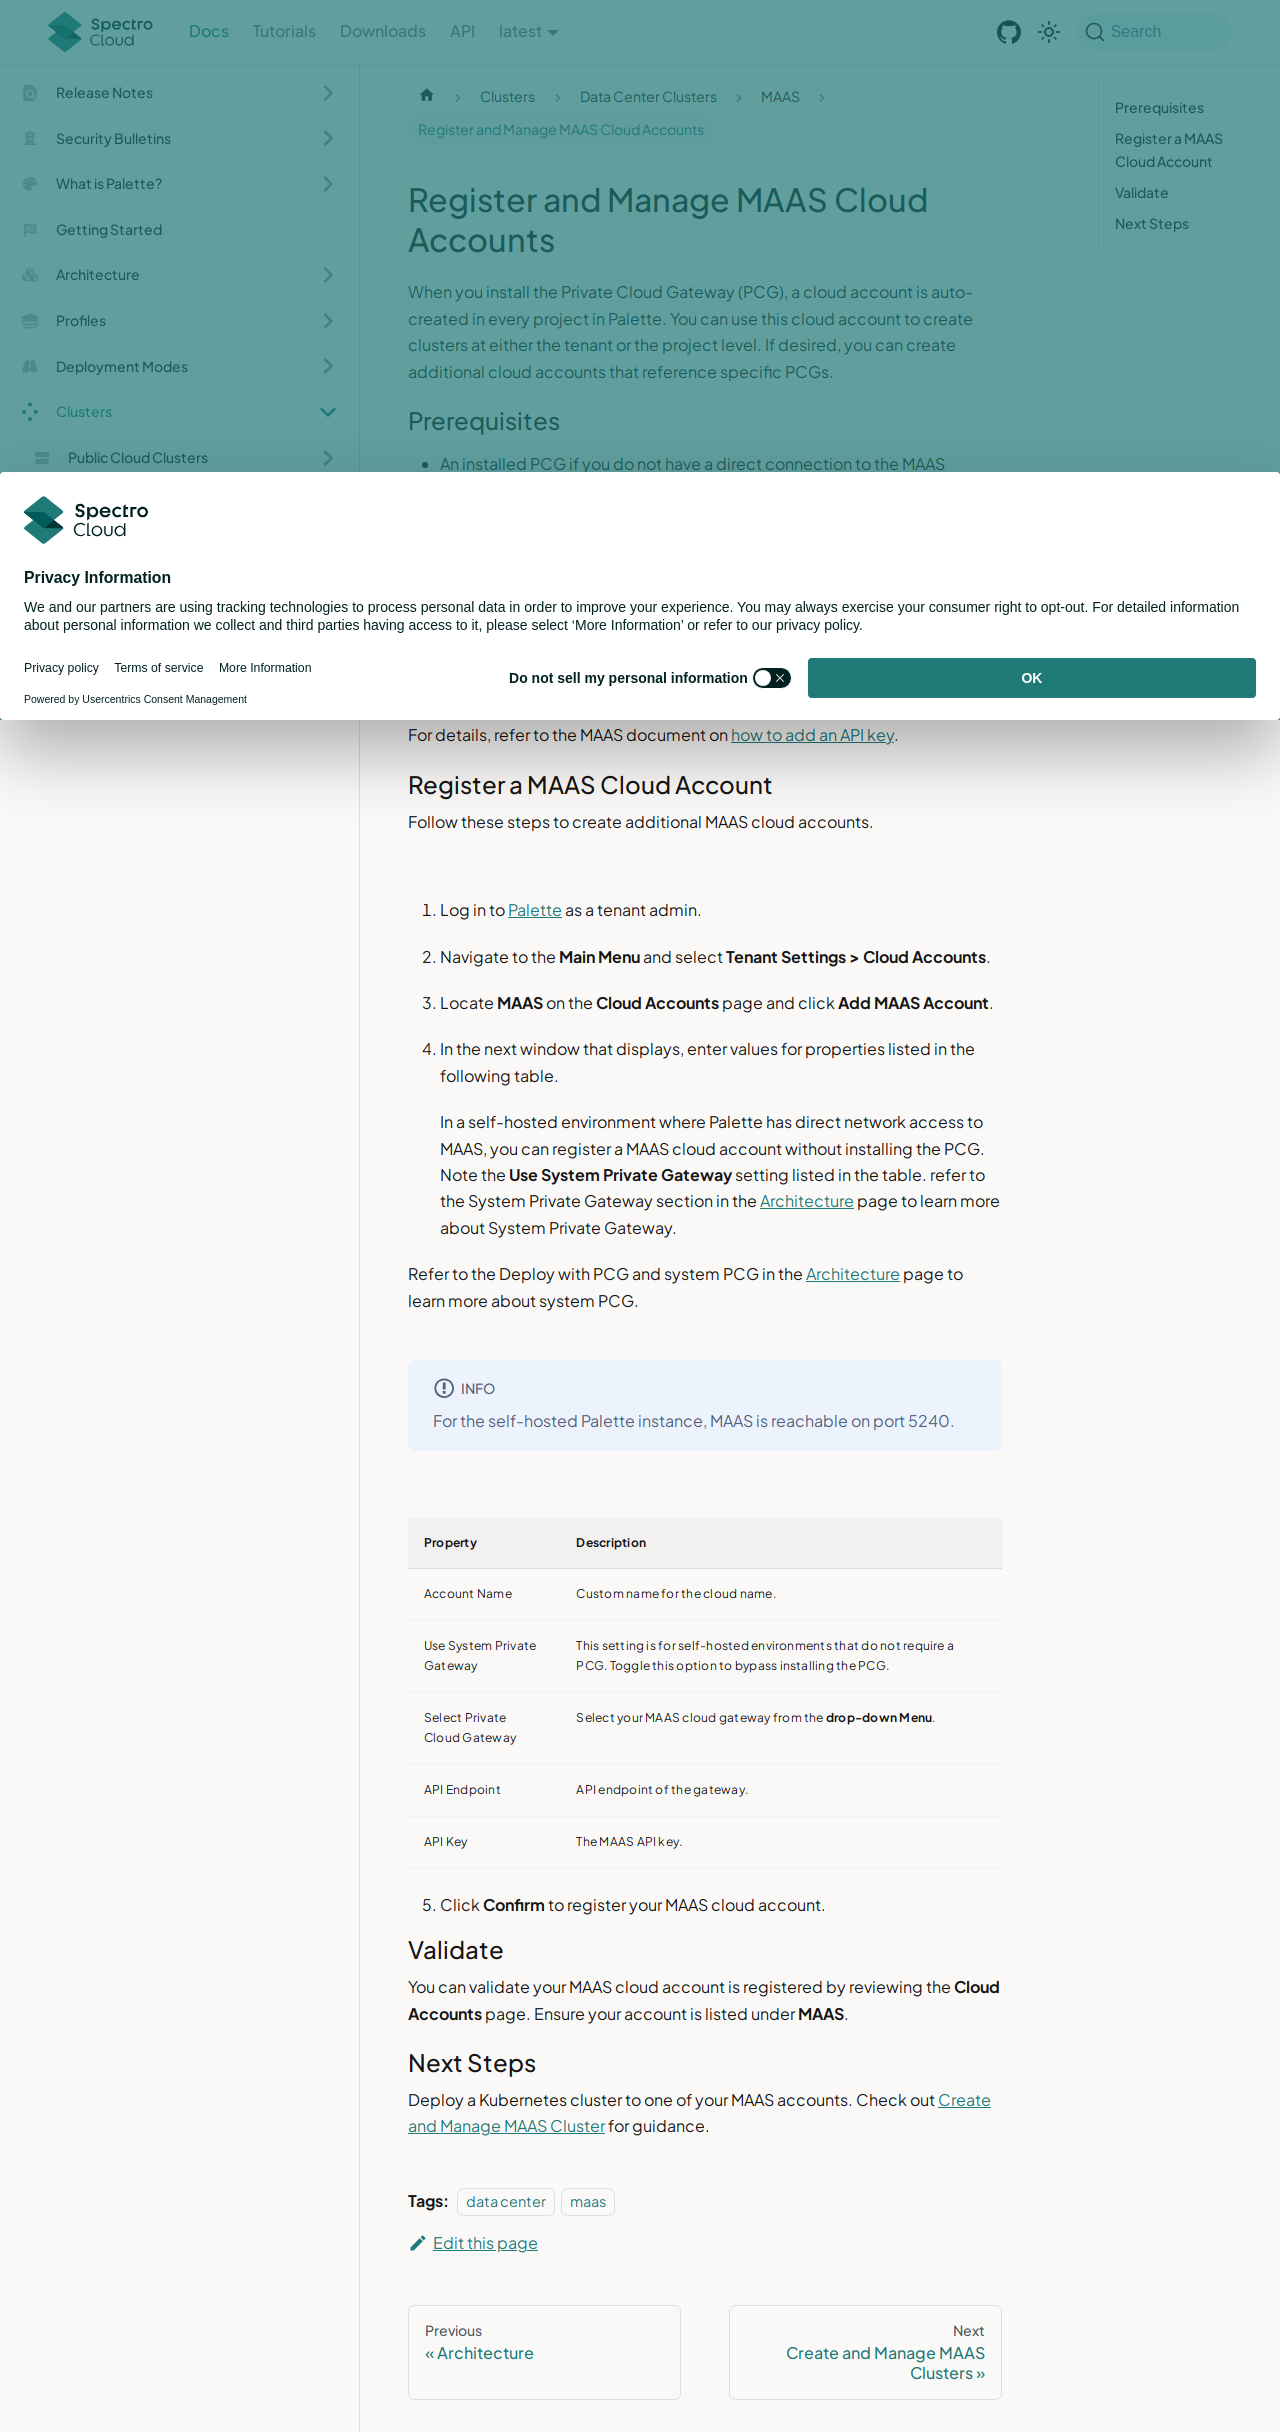 Spectro Cloud
Docs
Tutorials
Downloads
API
latest
Search
Release Notes
Security Bulletins
What is Palette?
Getting Started
Architecture
Profiles
Deployment Modes
Clusters
Public Cloud Clusters
Clusters
Data Center Clusters
MAAS
Register and Manage MAAS Cloud Accounts
Prerequisites
Register a MAAS
Cloud Account
Validate
Next Steps
Register and Manage MAAS Cloud
Accounts
When you install the Private Cloud Gateway (PCG), a cloud account is auto-
created in every project in Palette. You can use this cloud account to create
clusters at either the tenant or the project level. If desired, you can create
additional cloud accounts that reference specific PCGs.
Prerequisites
An installed PCG if you do not have a direct connection to the MAAS
Spectro
Cloud
Privacy Information
We and our partners are using tracking technologies to process personal data in order to improve your experience. You may always exercise your consumer right to opt-out. For detailed information
about personal information we collect and third parties having access to it, please select ‘More Information’ or refer to our privacy policy.
Privacy policy
Terms of service
More Information
Do not sell my personal information
OK
Powered by Usercentrics Consent Management
For details, refer to the MAAS document on how to add an API key.
Register a MAAS Cloud Account
Follow these steps to create additional MAAS cloud accounts.
1. Log in to Palette as a tenant admin.
2. Navigate to the Main Menu and select Tenant Settings > Cloud Accounts.
3. Locate MAAS on the Cloud Accounts page and click Add MAAS Account.
4. In the next window that displays, enter values for properties listed in the
following table.
In a self-hosted environment where Palette has direct network access to
MAAS, you can register a MAAS cloud account without installing the PCG.
Note the Use System Private Gateway setting listed in the table. refer to
the System Private Gateway section in the Architecture page to learn more
about System Private Gateway.
Refer to the Deploy with PCG and system PCG in the Architecture page to
learn more about system PCG.
INFO
For the self-hosted Palette instance, MAAS is reachable on port 5240.
Property
Description
Account Name
Custom name for the cloud name.
Use System Private
Gateway
This setting is for self-hosted environments that do not require a
PCG. Toggle this option to bypass installing the PCG.
Select Private
Cloud Gateway
Select your MAAS cloud gateway from the drop-down Menu.
API Endpoint
API endpoint of the gateway.
API Key
The MAAS API key.
5. Click Confirm to register your MAAS cloud account.
Validate
You can validate your MAAS cloud account is registered by reviewing the Cloud
Accounts page. Ensure your account is listed under MAAS.
Next Steps
Deploy a Kubernetes cluster to one of your MAAS accounts. Check out Create
and Manage MAAS Cluster for guidance.
Tags:
data center
maas
Edit this page
Previous
« Architecture
Next
Create and Manage MAAS
Clusters »